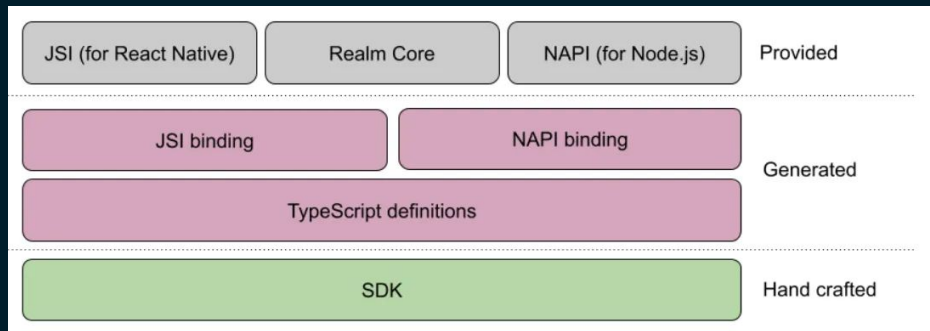 JSI (for React Native)
Realm Core
NAPI (for Node.js)
Provided
JSI binding
NAPI binding
Generated
TypeScript definitions
SDK
Hand crafted